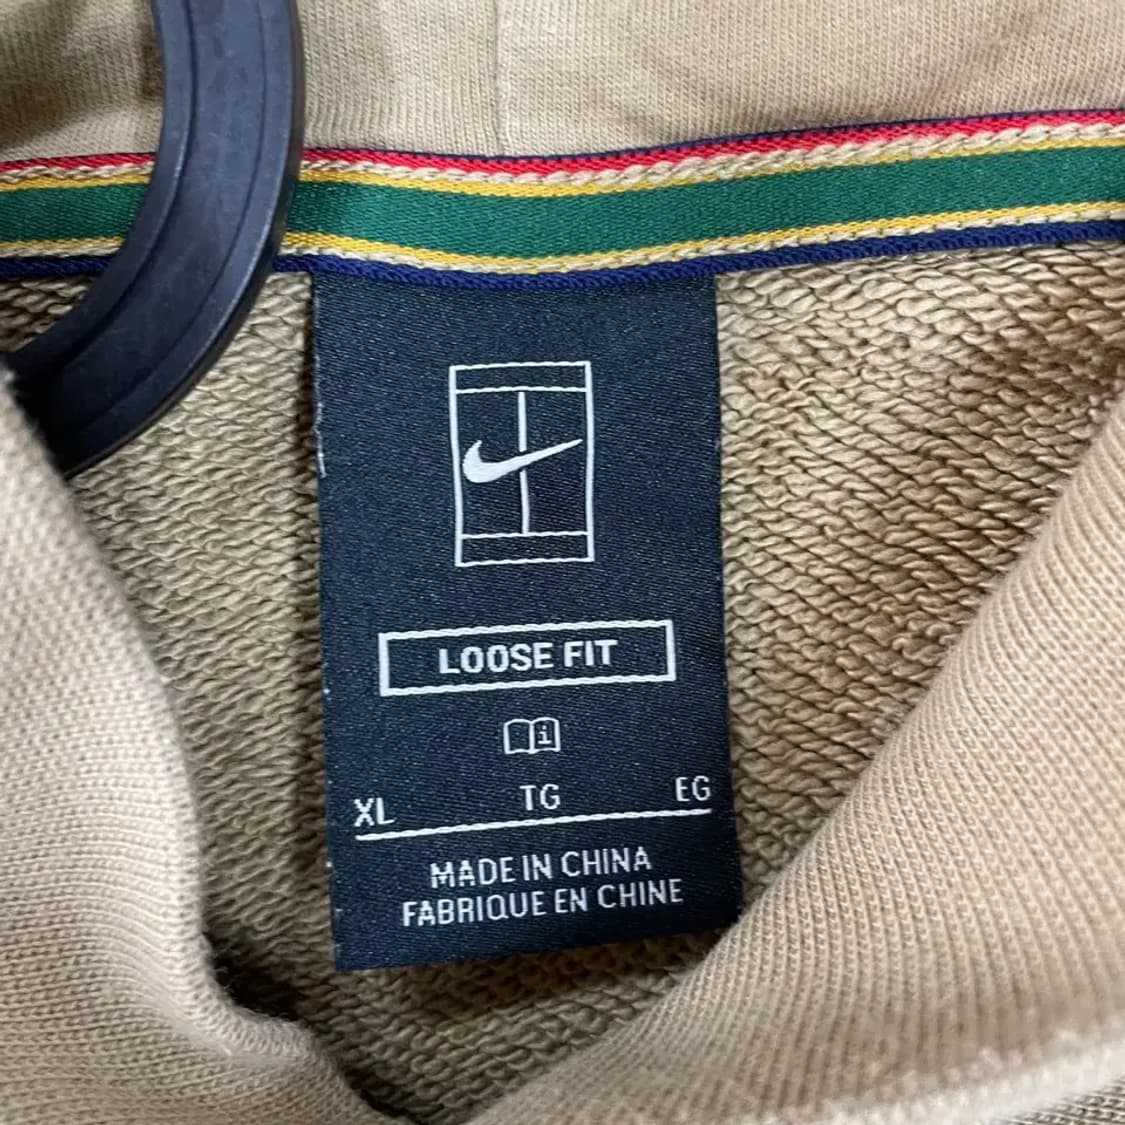 LOOSE FIT
i
XL TG EG
MADE IN CHINA
FABRIQUE EN CHINE